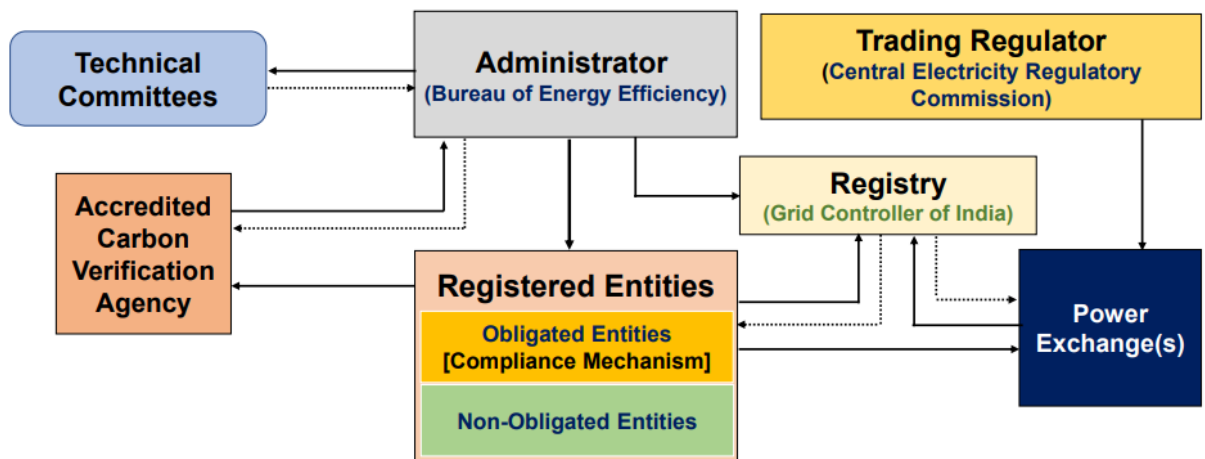 Technical
Committees
Administrator
(Bureau of Energy Efficiency)
Trading Regulator
(Central Electricity Regulatory
Commission)
Accredited
Carbon
Verification
Agency
Registry
(Grid Controller of India)
Registered Entities
Obligated Entities
[Compliance Mechanism]
Non-Obligated Entities
Power
Exchange(s)